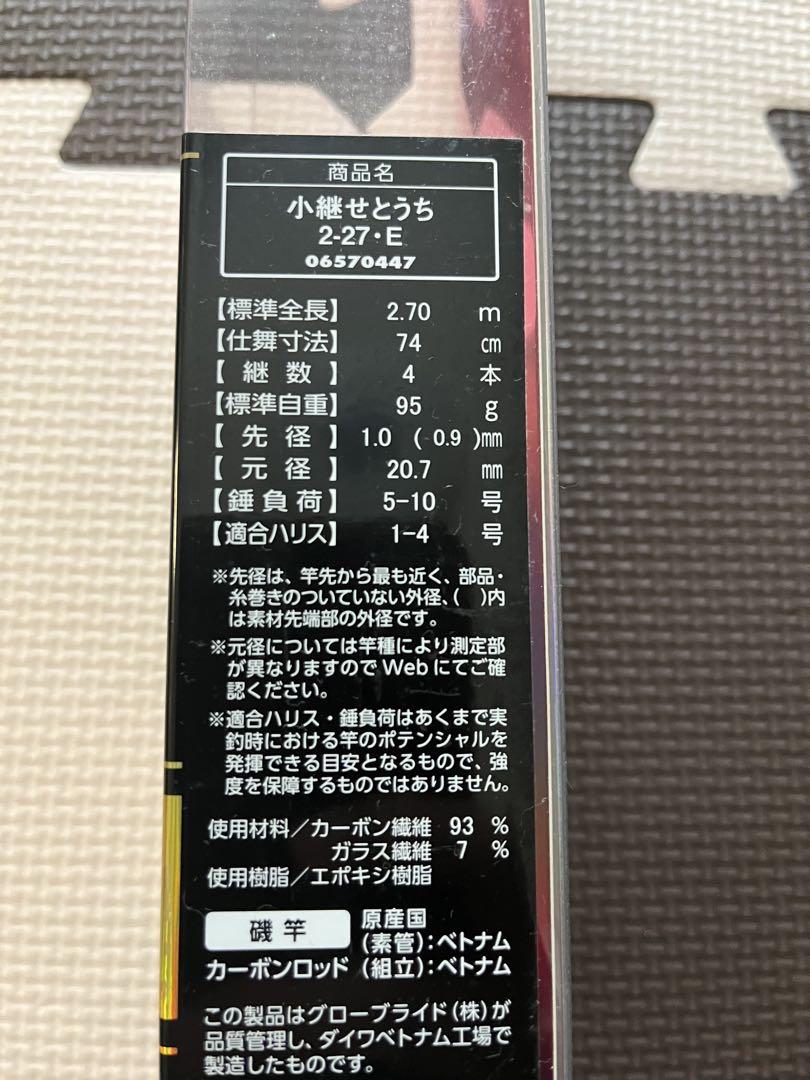 商品名
小継せとうち
2-27・E
06570447
【標準全長】 2.70 m
【仕舞寸法】 74 ㎝
【 継 数 】 4 本
【標準自重】 95 g
【 先 径 】 1.0 ( 0.9 )㎜
【 元 径 】 20.7 ㎜
【錘負荷】 5-10 号
【適合ハリス】 1-4 号
※先径は、竿先から最も近く、部品・
糸巻きのついていない外径、( )内
は素材先端部の外径です。
※元径については竿種により測定部
が異なりますのでWebにてご確
認ください。
※適合ハリス・錘負荷はあくまで実
釣時における竿のポテンシャルを
発揮できる目安となるもので、強
度を保障するものではありません。
使用材料/カーボン繊維 93 %
ガラス繊維 7 %
使用樹脂/エポキシ樹脂
磯 竿 原産国
(素管):ベトナム
カーボンロッド (組立):ベトナム
この製品はグローブライド(株)が
品質管理し、ダイワベトナム工場で
製造したものです。